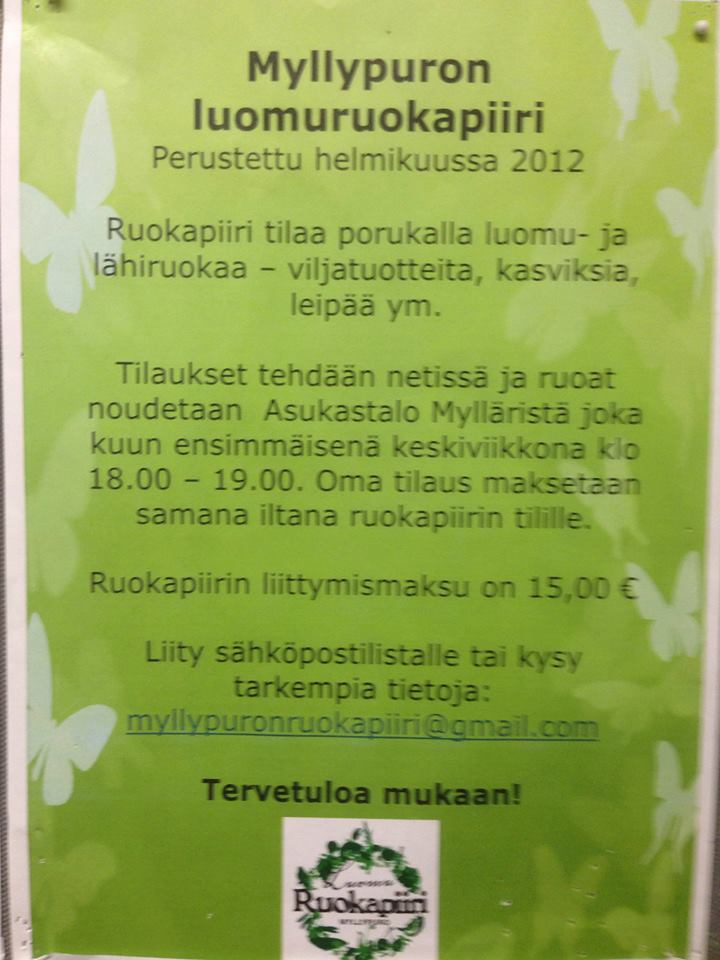 Myllypuron
luomuruokapiiri
Perustettu helmikuussa 2012
Ruokapiiri tilaa porukalla luomu- ja
lähiruokaa – viljatuotteita, kasviksia,
leipää ym.
Tilaukset tehdään netissä ja ruoat
noudetaan Asukastalo Mylläristä joka
kuun ensimmäisenä keskiviikkona klo
18.00 – 19.00. Oma tilaus maksetaan
samana iltana ruokapiirin tilille.
Ruokapiirin liittymismaksu on 15,00 €
Liity sähköpostilistalle tai kysy
tarkempia tietoja:
myllypuronruokapiiri@gmail.com
Tervetuloa mukaan!
Luomu
Ruokapiiri
MYLLYPURO